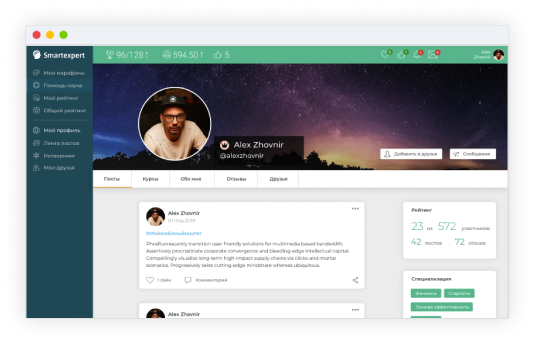 Smartexpert
96/128↑ 594.50↑ 5
Alex
Zhovnir
Мои марафоны
Помощь коуча
Мой рейтинг
Общий рейтинг
Мой профиль
Лента постов
Нетворкинг
Мои друзья
Alex Zhovnir
@alexzhovnir
Добавить в друзья
Сообщение
Посты Курсы Обо мне Отзывы Друзья
Alex Zhovnir
#Мойлюбимыйхештег
Phosfluorescently transition user friendly solutions for multimedia based bandwidth.
Assertively procrastinate corporate convergence and bleeding-edge intellectual capital.
Compellingly visualize long-term high-impact supply chains via clicks-and-mortar
scenarios. Progressively seize cutting-edge mindshare whereas ubiquitous.
1 лайк Комментарий
Alex Zhovnir
Рейтинг
23 из 572 участников
42 постов 72 отзыва
Специализация
Финансы Стартапы
Личная эффективность